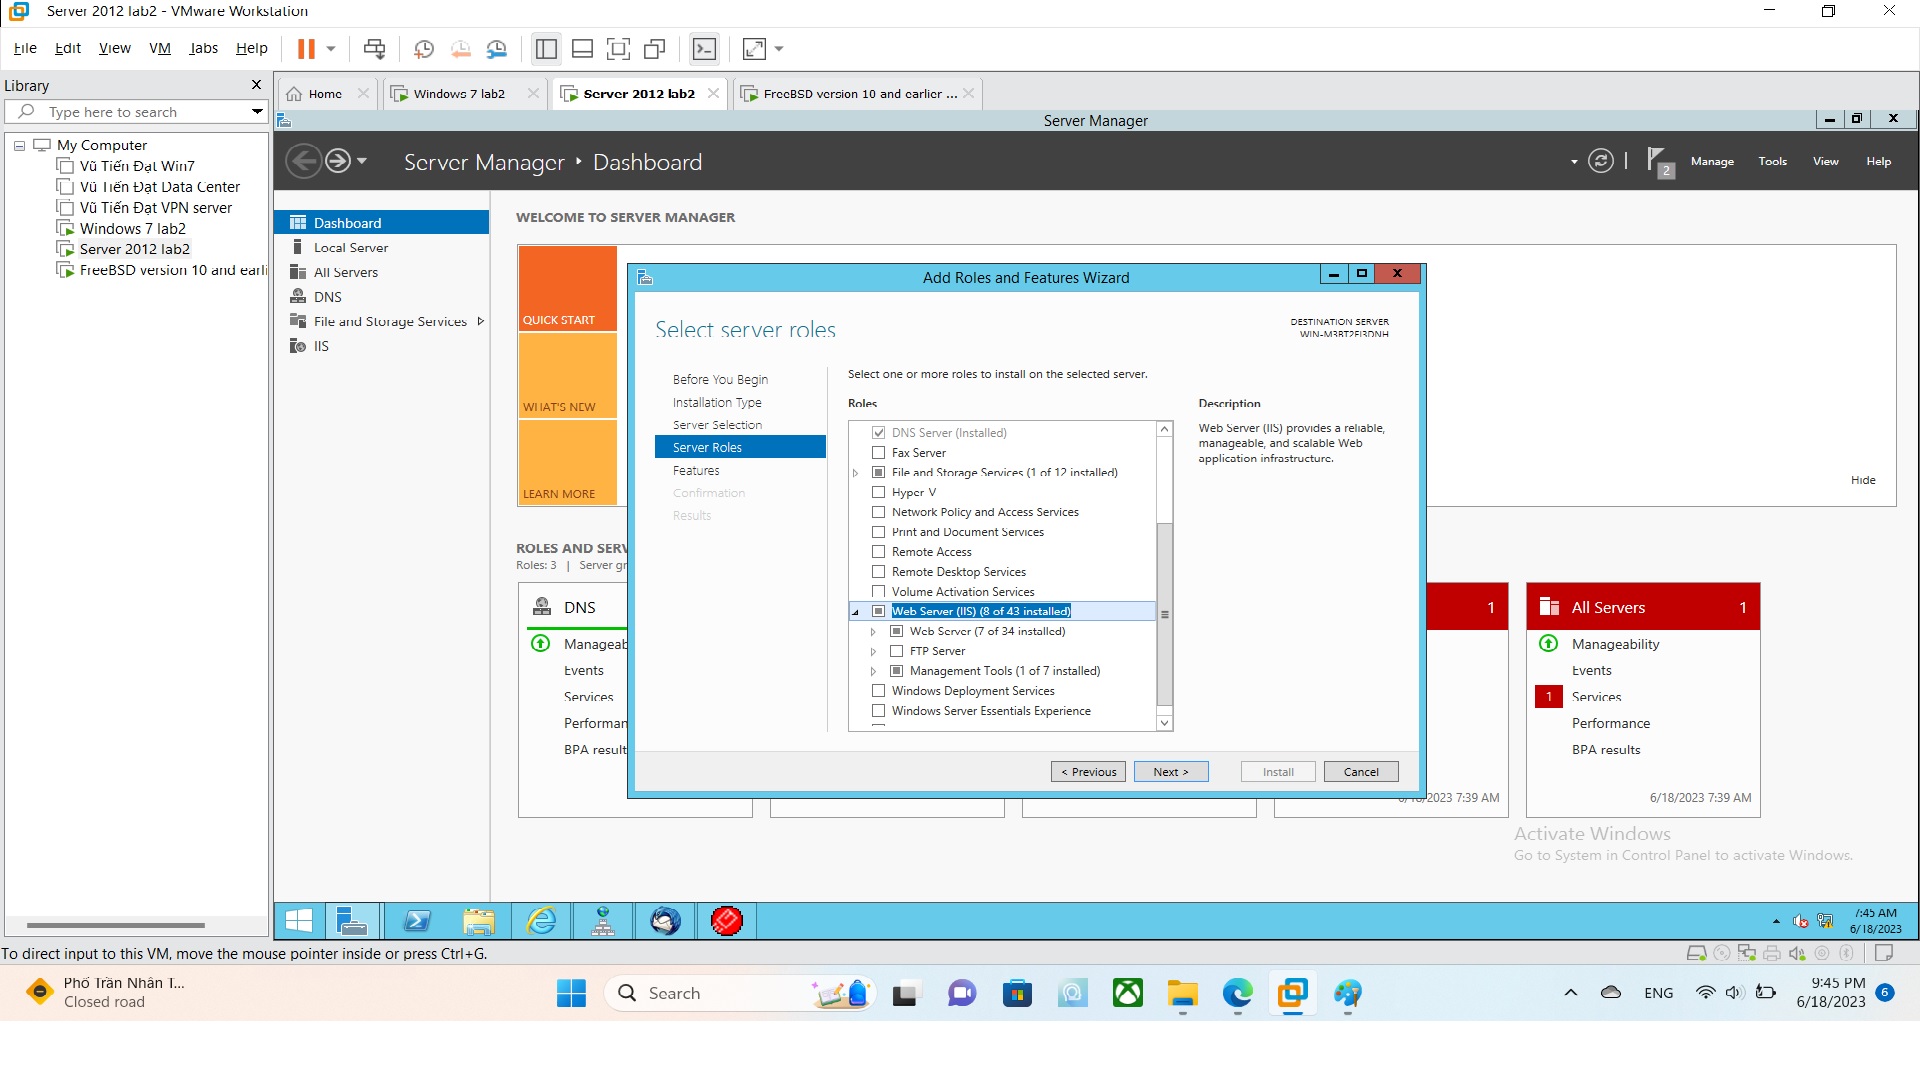 Server 2012 lab2 - VMware Workstation
File Edit View VM Tabs Help
Library
Type here to search
My Computer
Vũ Tiến Đạt Win7
Vũ Tiến Đạt Data Center
Vũ Tiến Đạt VPN server
Windows 7 lab2
Server 2012 lab2
FreeBSD version 10 and earli
Home
Windows 7 lab2
Server 2012 lab2
FreeBSD version 10 and earlier ...
Server Manager
Server Manager • Dashboard
2
Manage Tools View Help
Dashboard
Local Server
All Servers
DNS
File and Storage Services
IIS
WELCOME TO SERVER MANAGER
QUICK START
WHAT'S NEW
LEARN MORE
Hide
ROLES AND SERV
Roles: 3 | Server gr
DNS
Manageab
Events
Services
Performan
BPA result
Add Roles and Features Wizard
Select server roles
DESTINATION SERVER
Before You Begin
Installation Type
Server Selection
Server Roles
Features
Confirmation
Results
Select one or more roles to install on the selected server.
Roles
DNS Server (Installed)
Fax Server
File and Storage Services (1 of 12 installed)
Hyper-V
Network Policy and Access Services
Print and Document Services
Remote Access
Remote Desktop Services
Volume Activation Services
Web Server (IIS) (8 of 43 installed)
Web Server (7 of 34 installed)
FTP Server
Management Tools (1 of 7 installed)
Windows Deployment Services
Windows Server Essentials Experience
Description
Web Server (IIS) provides a reliable,
manageable, and scalable Web
application infrastructure.
< Previous Next > Install Cancel
1
6/18/2023 7:39 AM
All Servers 1
Manageability
Events
1 Services
Performance
BPA results
6/18/2023 7:39 AM
Activate Windows
Go to System in Control Panel to activate Windows.
7:45 AM
6/18/2023
To direct input to this VM, move the mouse pointer inside or press Ctrl+G.
Phố Trần Nhân T...
Closed road
Search
ENG
9:45 PM
6/18/2023
6